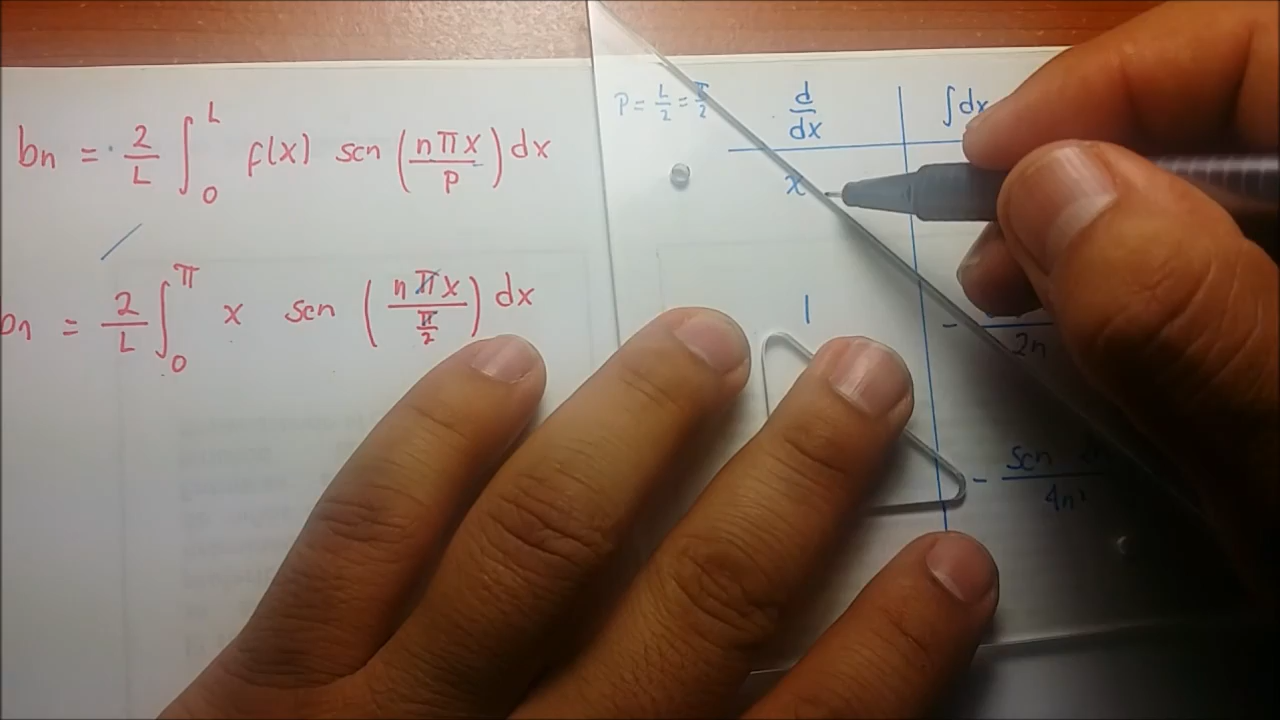 bn = 2/L ∫₀ᴸ f(x) sen (nπx/p) dx
bn = 2/L ∫₀^π x sen (nπx/(π/2)) dx
P = L/2 = π/2
d/dx ∫dx
x
1 - 2n
- sen 4n²